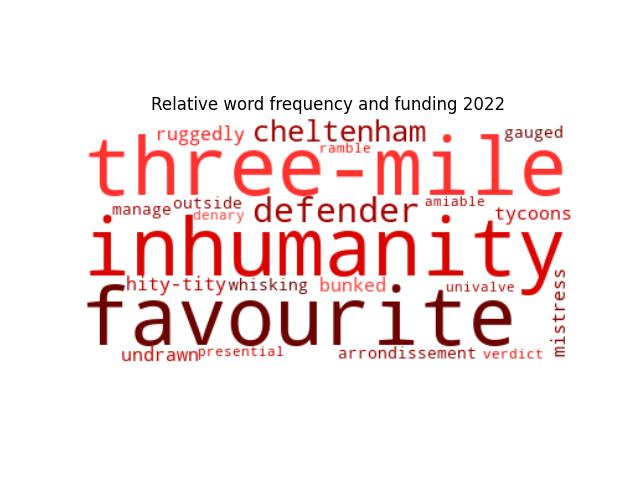 Relative word frequency and funding 2022
ruggedly cheltenham gauged
ramble
three-mile
manage outside denary defender amiable tycoons
inhumanity
hity-tity whisking bunked univalve
favourite
mistress
undrawn presential arrondissement verdict